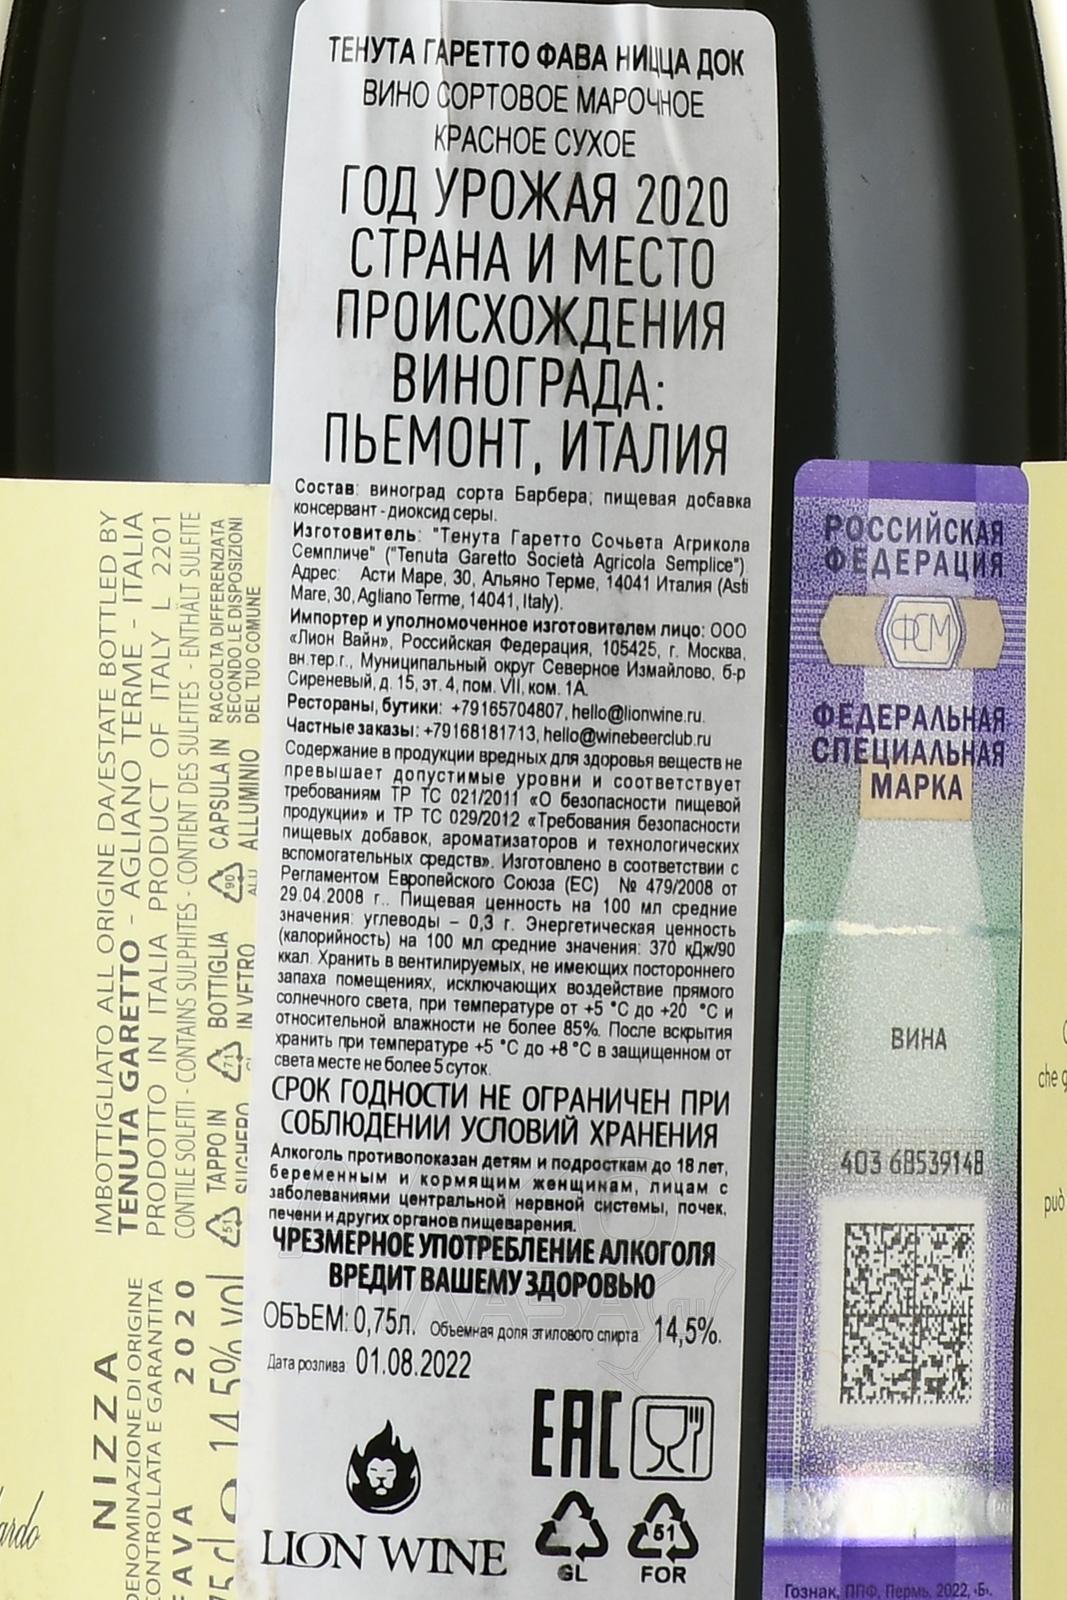 ТЕНУТА ГАРЕТТО ФАВА НИЦЦА ДОК
ВИНО СОРТОВОЕ МАРОЧНОЕ
КРАСНОЕ СУХОЕ
ГОД УРОЖАЯ 2020
СТРАНА И МЕСТО
ПРОИСХОЖДЕНИЯ
ВИНОГРАДА:
ПЬЕМОНТ, ИТАЛИЯ
Состав: виноград сорта Барбера; пищевая добавка
консервант - диоксид серы.
Изготовитель: "Тенута Гаретто Сочьета Агрикола
Семпличе" ("Tenuta Garetto Società Agricola Semplice")
Адрес: Асти Маре, 30, Альяно Терме, 14041 Италия (Asti
Mare, 30, Agliano Terme, 14041, Italy).
Импортер и уполномоченное изготовителем лицо: ООО
«Лион Вайн», Российская Федерация, 105425, г. Москва,
вн.тер.г., Муниципальный округ Северное Измайлово, б-р
Сиреневый, д. 15, эт. 4, пом. VII, ком. 1А.
Рестораны, бутики: +79165704807, hello@lionwine.ru.
Частные заказы: +79168181713, hello@winebeerclub.ru
Содержание в продукции вредных для здоровья веществ не
превышает допустимые уровни и соответствует
требованиям ТР ТС 021/2011 «О безопасности пищевой
продукции» и ТР ТС 029/2012 «Требования безопасности
пищевых добавок, ароматизаторов и технологических
вспомогательных средств». Изготовлено в соответствии с
Регламентом Европейского Союза (ЕС) № 479/2008 от
29.04.2008 г.. Пищевая ценность на 100 мл средние
значения: углеводы – 0,3 г. Энергетическая ценность
(калорийность) на 100 мл средние значения: 370 кДж/90
ккал. Хранить в вентилируемых, не имеющих постороннего
запаха помещениях, исключающих воздействие прямого
солнечного света, при температуре от +5 °C до +20 °C и
относительной влажности не более 85%. После вскрытия
хранить при температуре +5 °C до +8 °C в защищенном от
света месте не более 5 суток.
СРОК ГОДНОСТИ НЕ ОГРАНИЧЕН ПРИ
СОБЛЮДЕНИИ УСЛОВИЙ ХРАНЕНИЯ
Алкоголь противопоказан детям и подросткам до 18 лет,
беременным и кормящим женщинам, лицам с
заболеваниями центральной нервной системы, почек,
печени и других органов пищеварения.
ЧРЕЗМЕРНОЕ УПОТРЕБЛЕНИЕ АЛКОГОЛЯ
ВРЕДИТ ВАШЕМУ ЗДОРОВЬЮ
ОБЪЕМ: 0,75л. Объемная доля этилового спирта 14,5%.
Дата розлива 01.08.2022
EAC
LION WINE
GL
51
FOR
IMBOTTIGLIATO ALL'ORIGINE DA/ESTATE BOTTLED BY
TENUTA GARETTO - AGLIANO TERME - ITALIA
PRODOTTO IN ITALIA PRODUCT OF ITALY L 2201
CONTILE SOLFITI - CONTAINS SULPHITES - CONTIENT DES SULFITES - ENTHÄLT SULFITE
51
TAPPO IN
SUGHERO
71
BOTTIGLIA
IN VETRO
90
ALU
CAPSULA IN
ALLUMINIO
RACCOLTA DIFFERENZIATA
SECONDO LE DISPOSIZIONI
DEL TUO COMUNE
NIZZA
DENOMINAZIONE DI ORIGINE
CONTROLLATA E GARANTITA
FAVA 2020
75 cl e 14,5% vol
ardo
РОССИЙСКАЯ
ФЕДЕРАЦИЯ
ФСМ
ФЕДЕРАЛЬНАЯ
СПЕЦИАЛЬНАЯ
МАРКА
ВИНА
403 68539148
Гознак, ППФ, Пермь, 2022, «Б».
che g
può